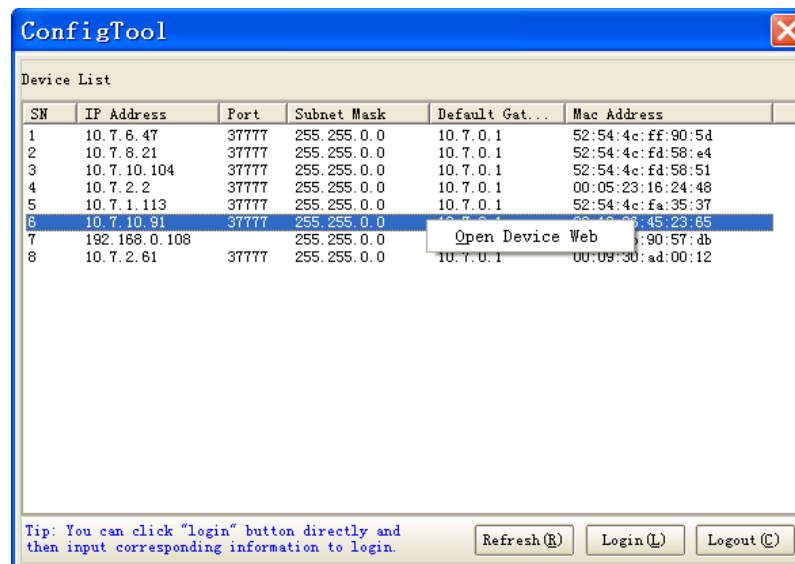 ConfigTool
Device List
SN IP Address Port Subnet Mask Default Gat... Mac Address
1 10.7.6.47 37777 255.255.0.0 10.7.0.1 52:54:4c:ff:90:5d
2 10.7.8.21 37777 255.255.0.0 10.7.0.1 52:54:4c:fd:58:e4
3 10.7.10.104 37777 255.255.0.0 10.7.0.1 52:54:4c:fd:58:51
4 10.7.2.2 37777 255.255.0.0 10.7.0.1 00:05:23:16:24:48
5 10.7.1.113 37777 255.255.0.0 10.7.0.1 52:54:4c:fa:35:37
6 10.7.10.91 37777 255.255.0.0 :45:23:65
Open Device Web
7 192.168.0.108 255.255.0.0 :90:57:db
8 10.7.2.61 37777 255.255.0.0 10.7.0.1 00:09:30:ad:00:12
Tip: You can click "login" button directly and
then input corresponding information to login.
Refresh(R) Login(L) Logout(C)